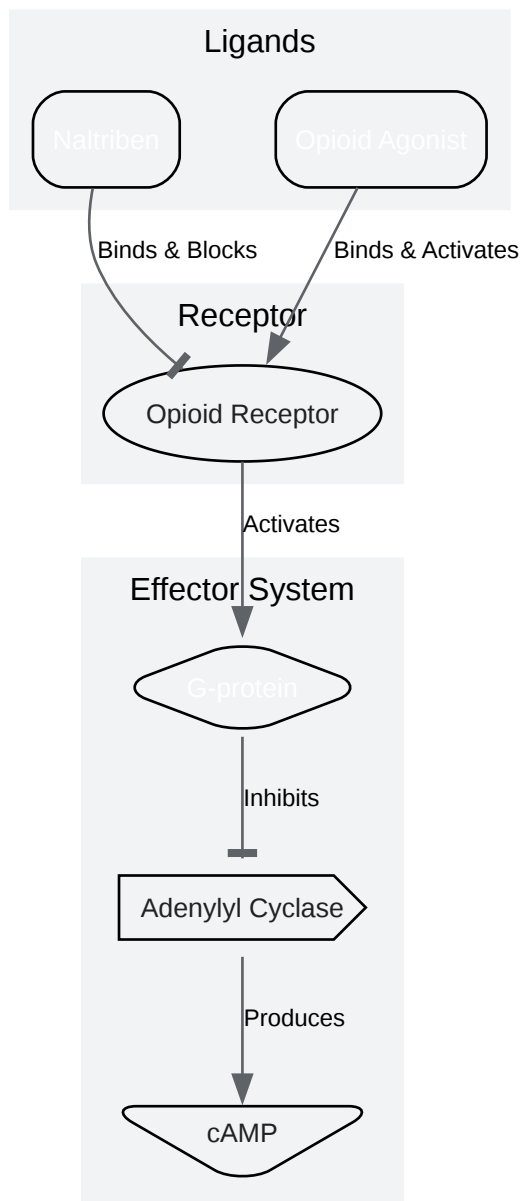 Ligands
Naltriben
Opioid Agonist
Binds & Blocks
Binds & Activates
Receptor
Opioid Receptor
Activates
Effector System
G-protein
Inhibits
Adenylyl Cyclase
Produces
cAMP